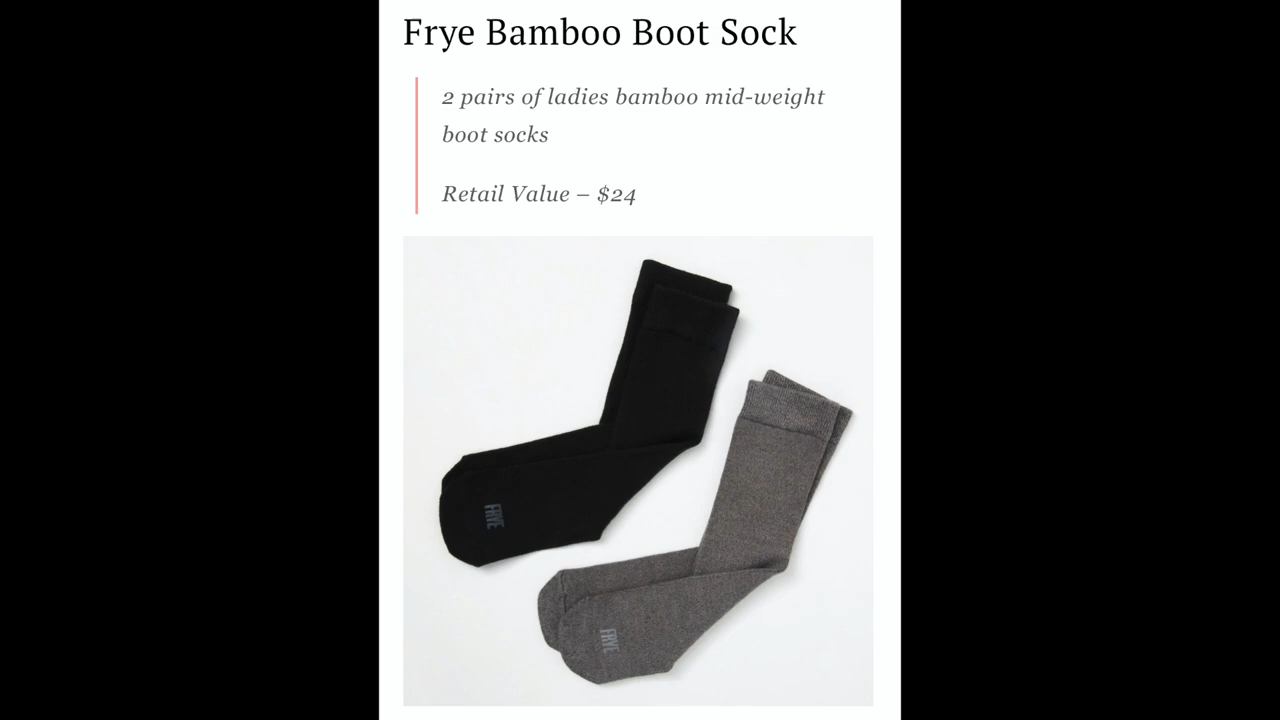 Frye Bamboo Boot Sock
2 pairs of ladies bamboo mid-weight
boot socks
Retail Value – $24
FRYE
FRYE